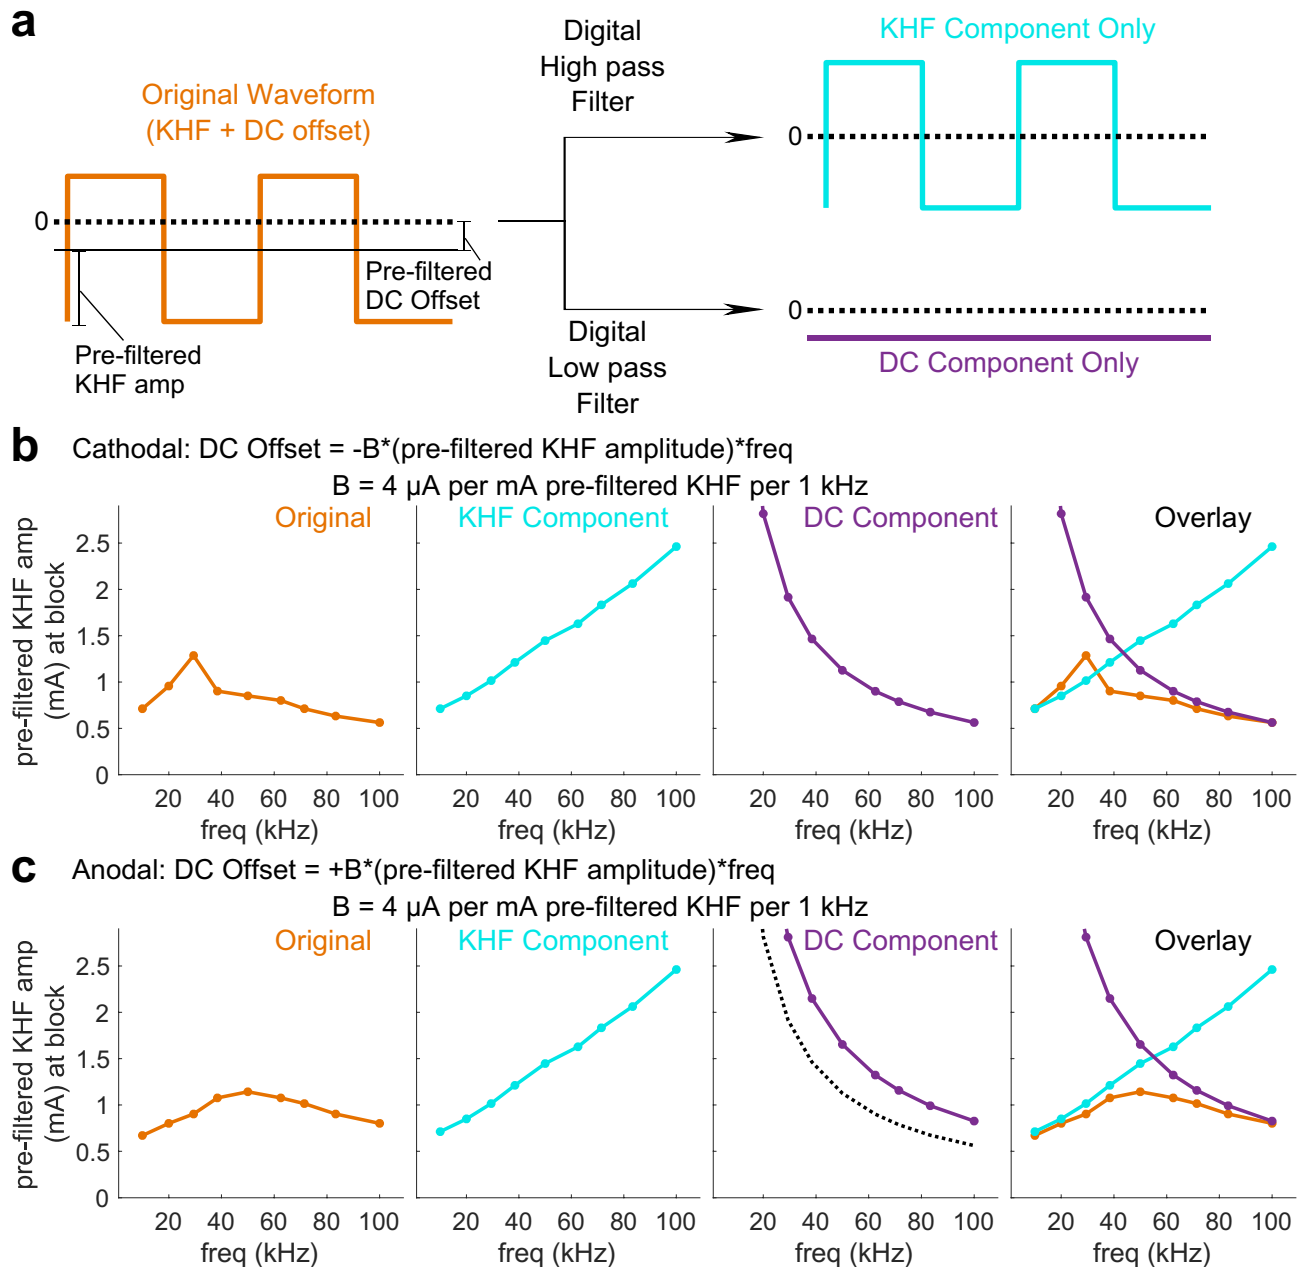 a
Original Waveform
(KHF + DC offset)
0
Pre-filtered
DC Offset
Pre-filtered
KHF amp
Digital
High pass
Filter
Digital
Low pass
Filter
KHF Component Only
0
0
DC Component Only
b
Cathodal: DC Offset = -B*(pre-filtered KHF amplitude)*freq
B = 4 µA per mA pre-filtered KHF per 1 kHz
pre-filtered KHF amp
(mA) at block
2.5
2
1.5
1
0.5
0
Original
20 40 60 80 100
freq (kHz)
KHF Component
20 40 60 80 100
freq (kHz)
DC Component
20 40 60 80 100
freq (kHz)
Overlay
20 40 60 80 100
freq (kHz)
c
Anodal: DC Offset = +B*(pre-filtered KHF amplitude)*freq
B = 4 µA per mA pre-filtered KHF per 1 kHz
pre-filtered KHF amp
(mA) at block
2.5
2
1.5
1
0.5
0
Original
20 40 60 80 100
freq (kHz)
KHF Component
20 40 60 80 100
freq (kHz)
DC Component
20 40 60 80 100
freq (kHz)
Overlay
20 40 60 80 100
freq (kHz)